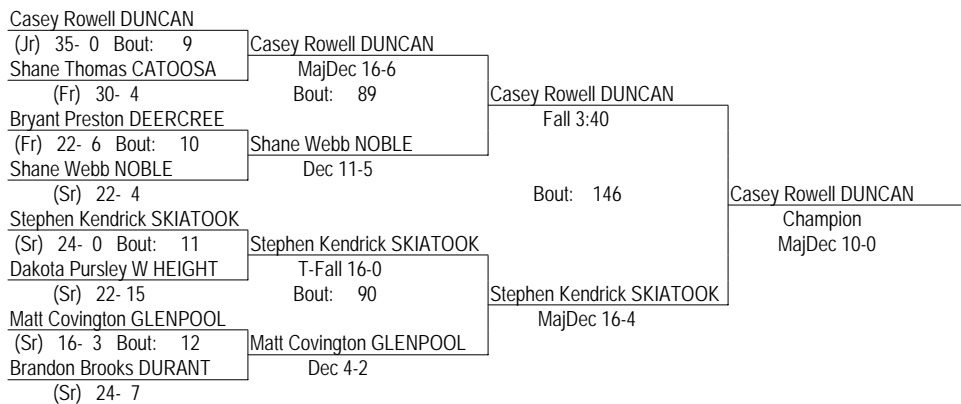 Casey Rowell DUNCAN
(Jr) 35- 0 Bout: 9
Shane Thomas CATOOSA
(Fr) 30- 4
Bryant Preston DEERCREE
(Fr) 22- 6 Bout: 10
Shane Webb NOBLE
(Sr) 22- 4
Stephen Kendrick SKIATOOK
(Sr) 24- 0 Bout: 11
Dakota Pursley W HEIGHT
(Sr) 22- 15
Matt Covington GLENPOOL
(Sr) 16- 3 Bout: 12
Brandon Brooks DURANT
(Sr) 24- 7
Casey Rowell DUNCAN
MajDec 16-6
Bout: 89
Shane Webb NOBLE
Dec 11-5
Stephen Kendrick SKIATOOK
T-Fall 16-0
Bout: 90
Matt Covington GLENPOOL
Dec 4-2
Casey Rowell DUNCAN
Fall 3:40
Bout: 146
Stephen Kendrick SKIATOOK
MajDec 16-4
Casey Rowell DUNCAN
Champion
MajDec 10-0